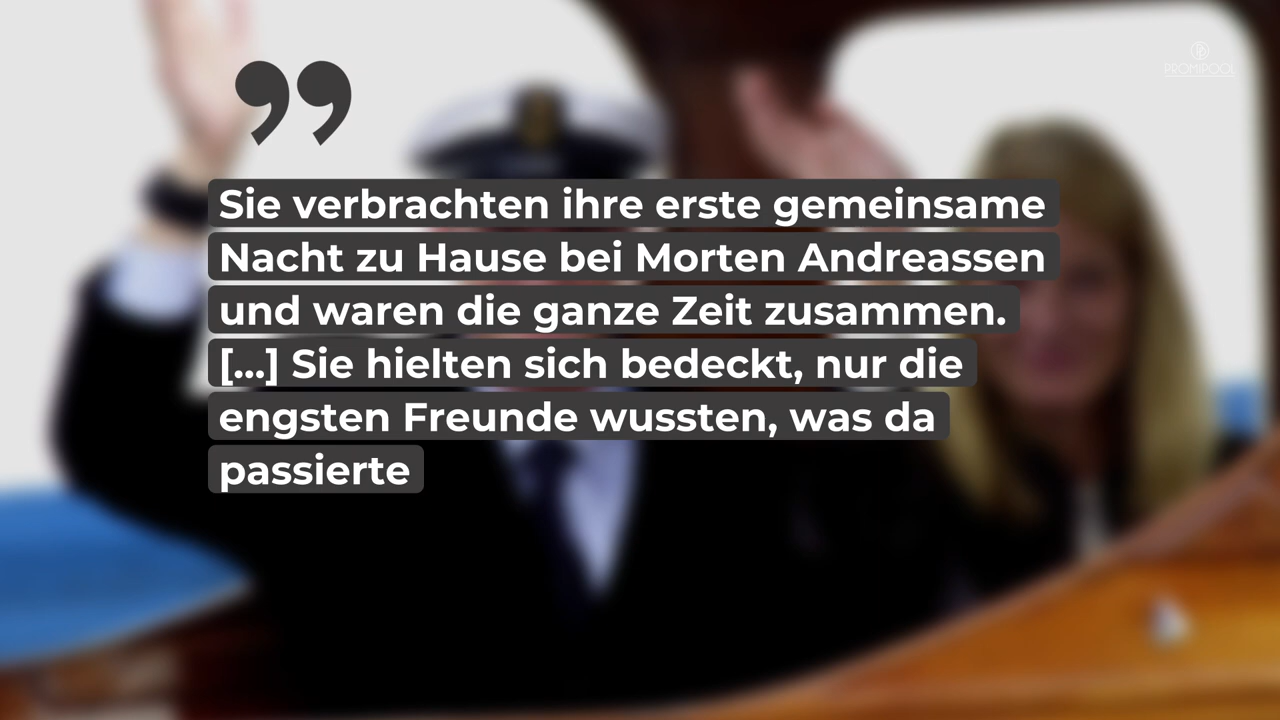 PROMIPOOL
”
Sie verbrachten ihre erste gemeinsame
Nacht zu Hause bei Morten Andreassen
und waren die ganze Zeit zusammen.
[...] Sie hielten sich bedeckt, nur die
engsten Freunde wussten, was da
passierte